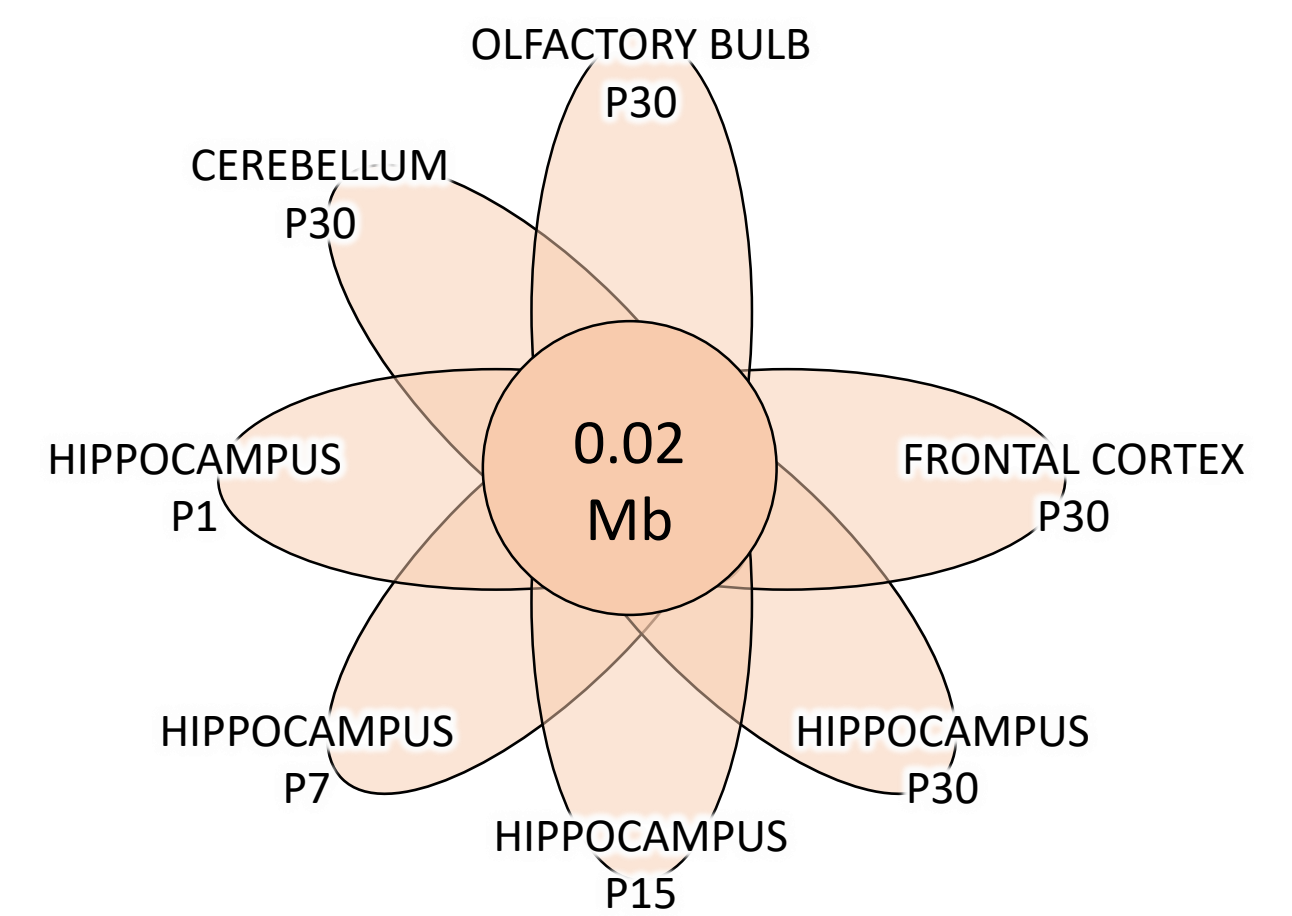 OLFACTORY BULB
P30
CEREBELLUM
P30
HIPPOCAMPUS
P1
0.02
Mb
FRONTAL CORTEX
P30
HIPPOCAMPUS
P7
HIPPOCAMPUS
P30
HIPPOCAMPUS
P15